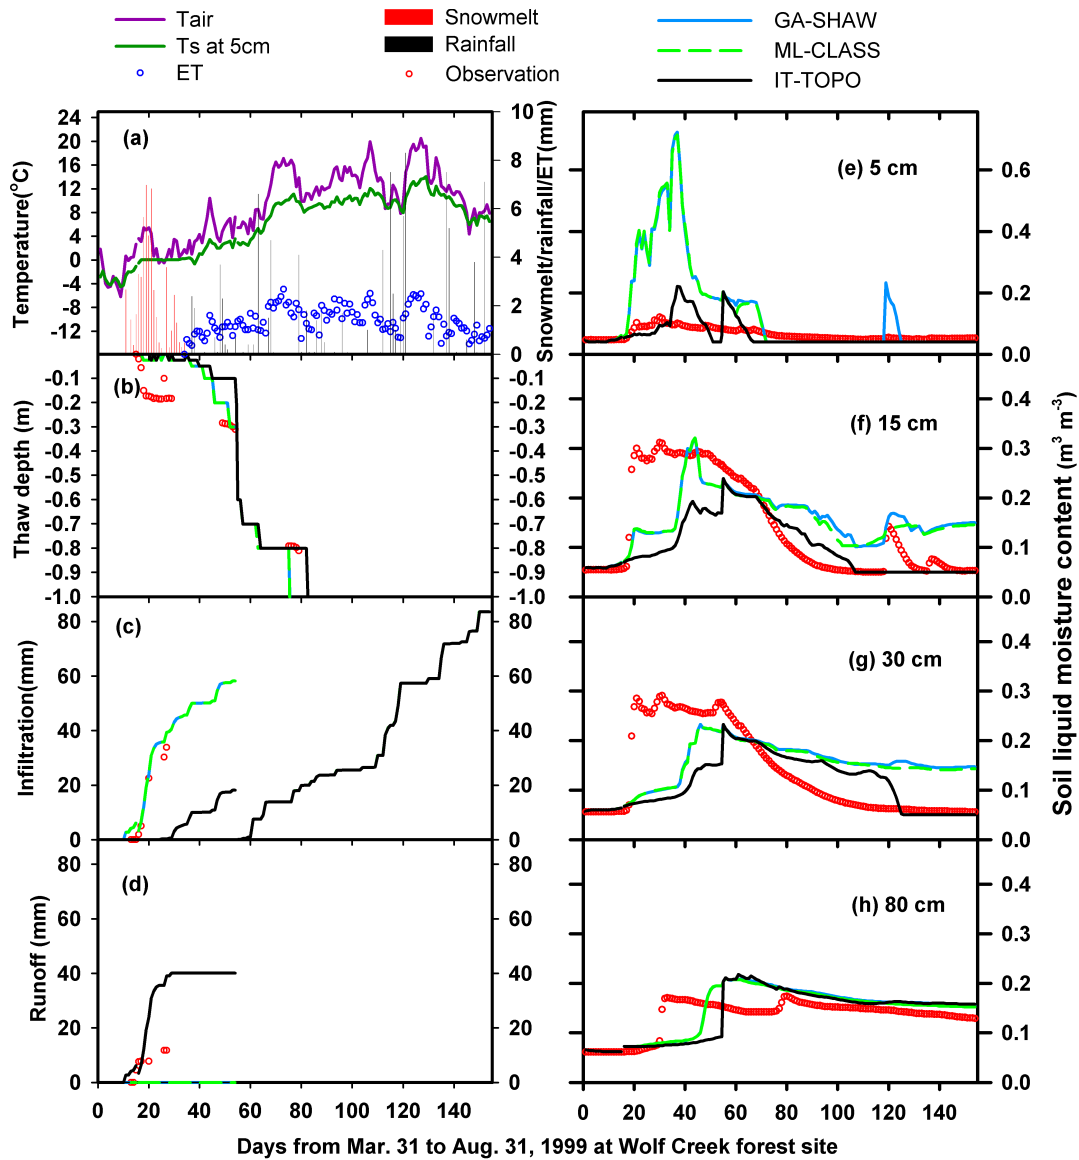 Tair
Ts at 5cm
ET
Snowmelt
Rainfall
Observation
GA-SHAW
ML-CLASS
IT-TOPO
Temperature(°C)
24
20
16
12
8
4
0
-4
-8
-12
(a)
10
8
6
4
2
0
Snowmelt/rainfall/ET(mm)
Thaw depth (m)
-0.1
-0.2
-0.3
-0.4
-0.5
-0.6
-0.7
-0.8
-0.9
-1.0
(b)
-0.1
-0.2
-0.3
-0.4
-0.5
-0.6
-0.7
-0.8
-0.9
-1.0
Infiltration(mm)
80
60
40
20
0
(c)
80
60
40
20
0
Runoff (mm)
80
60
40
20
0
(d)
80
60
40
20
0
0 20 40 60 80 100 120 140
(e) 5 cm
0.6
0.4
0.2
0.0
(f) 15 cm
0.4
0.3
0.2
0.1
0.0
(g) 30 cm
0.4
0.3
0.2
0.1
0.0
(h) 80 cm
0.4
0.3
0.2
0.1
0.0
0 20 40 60 80 100 120 140
Soil liquid moisture content (m³ m⁻³)
Days from Mar. 31 to Aug. 31, 1999 at Wolf Creek forest site